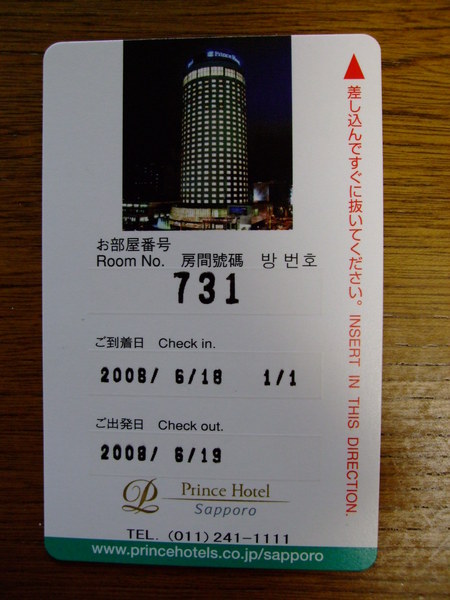 Prince Hotel
お部屋番号
Room No. 房間號碼 방 번호
731
ご到着日 Check in.
2008/ 6/18 1/1
ご出発日 Check out.
2008/ 6/19
Prince Hotel
Sapporo
TEL. (011) 241-1111
www.princehotels.co.jp/sapporo
差し込んですぐに抜いてください。 INSERT IN THIS DIRECTION.